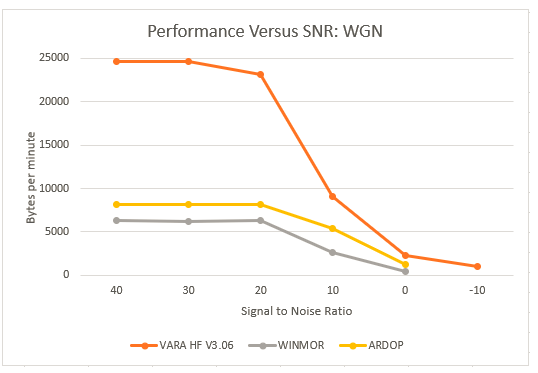 Performance Versus SNR: WGN
25000
20000
15000
10000
5000
0
Bytes per minute
40 30 20 10 0 -10
Signal to Noise Ratio
VARA HF V3.06 WINMOR ARDOP